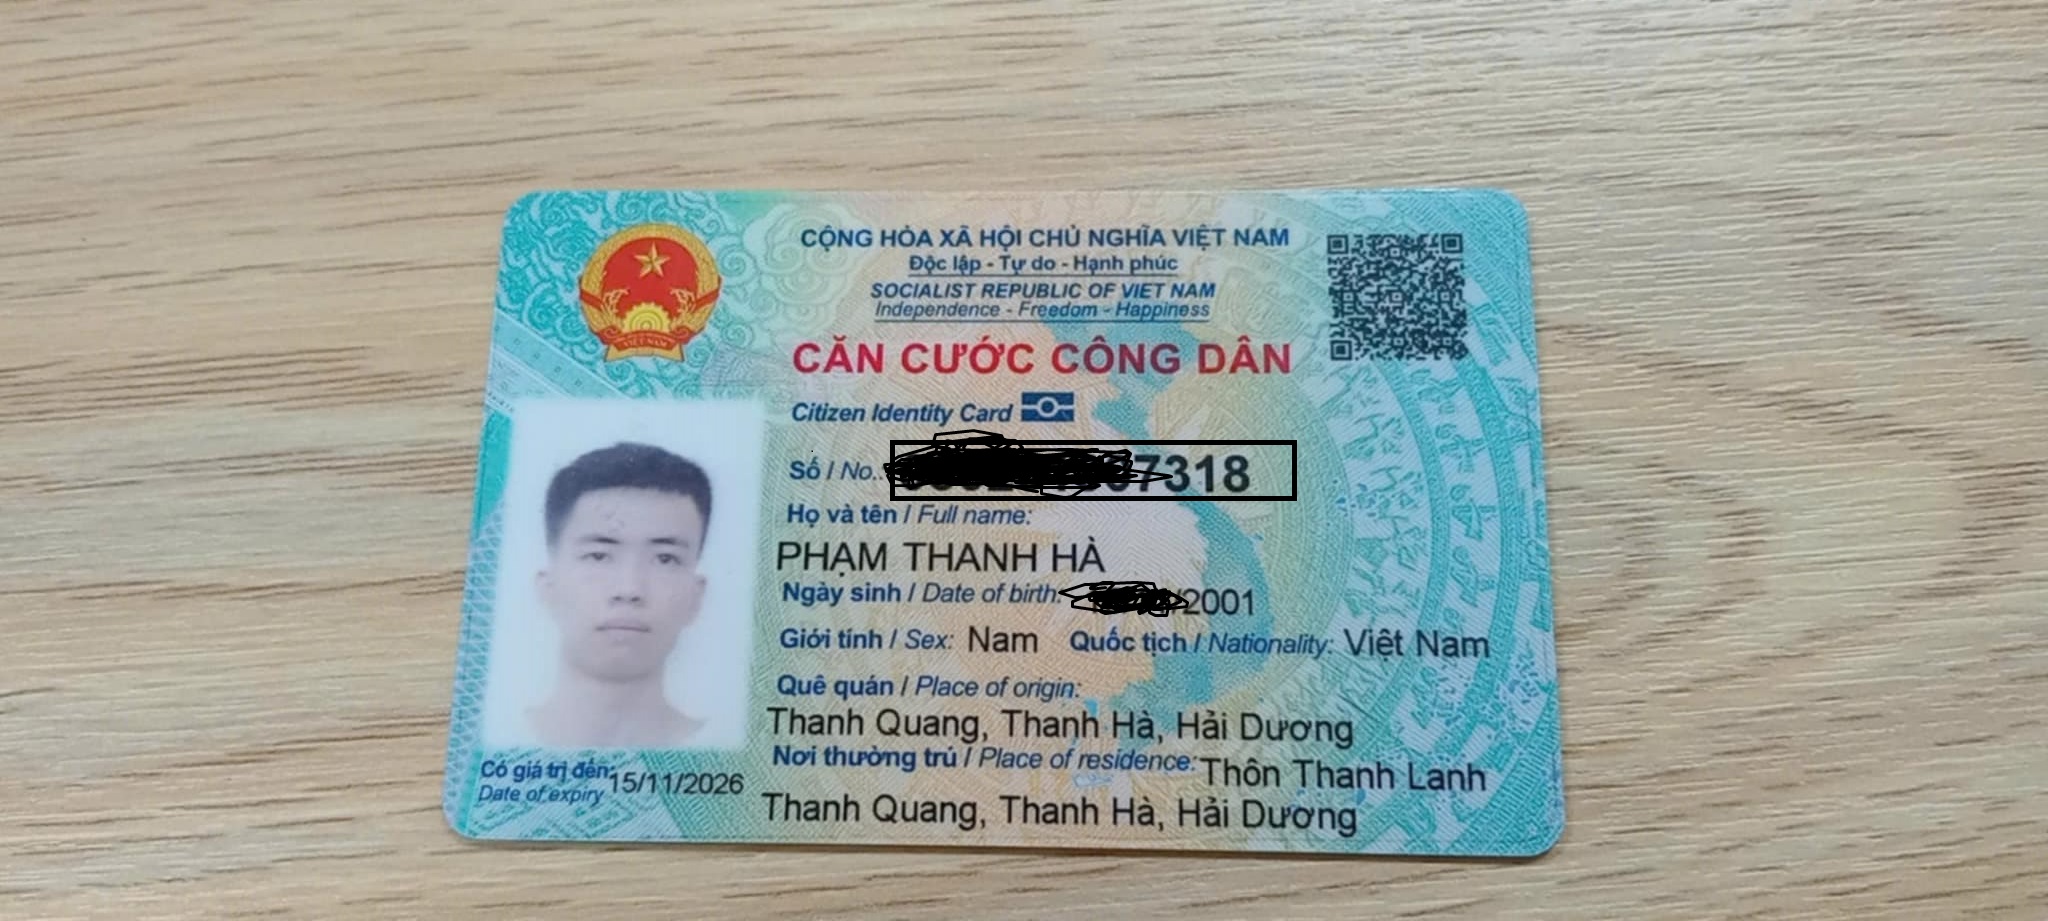 CỘNG HÒA XÃ HỘI CHỦ NGHĨA VIỆT NAM
Độc lập - Tự do - Hạnh phúc
SOCIALIST REPUBLIC OF VIET NAM
Independence - Freedom - Happiness
CĂN CƯỚC CÔNG DÂN
Citizen Identity Card
Số / No.: 7318
Họ và tên / Full name:
PHẠM THANH HÀ
Ngày sinh / Date of birth: /2001
Giới tính / Sex: Nam Quốc tịch / Nationality: Việt Nam
Quê quán / Place of origin:
Thanh Quang, Thanh Hà, Hải Dương
Nơi thường trú / Place of residence: Thôn Thanh Lanh
Thanh Quang, Thanh Hà, Hải Dương
Có giá trị đến: 15/11/2026
Date of expiry